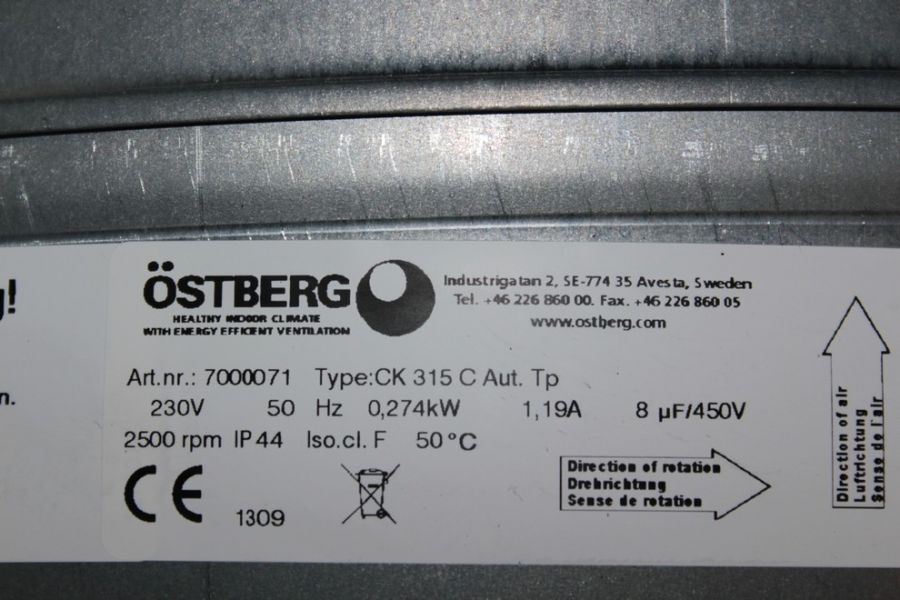 !
n.
ÖSTBERG
HEALTHY INDOOR CLIMATE
WITH ENERGY EFFICIENT VENTILATION
Industrigatan 2, SE-774 35 Avesta, Sweden
Tel. +46 226 860 00. Fax. +46 226 860 05
www.ostberg.com
Art.nr.: 7000071 Type:CK 315 C Aut. Tp
230V 50 Hz 0,274kW 1,19A 8 µF/450V
2500 rpm IP44 Iso.cl. F 50°C
CE 1309
Direction of rotation
Drehrichtung
Sense de rotation
Direction of air
Luftrichtung
Sense de l'air